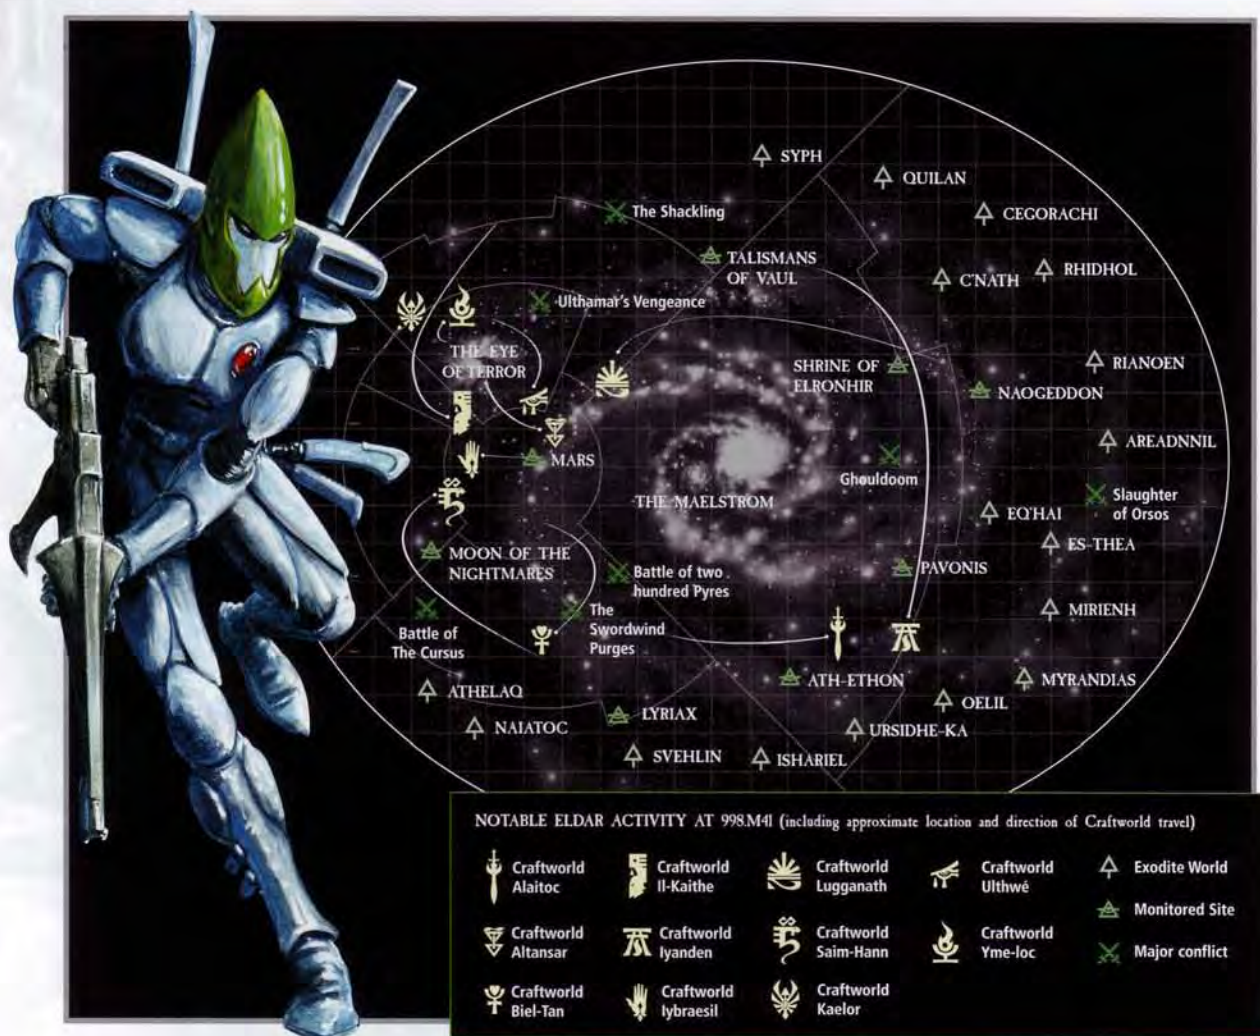 SYPH
QUILAN
The Shackling
CEGORACHI
TALISMANS
OF VAUL
C'NATH
RHIDHOL
Ulthamar's Vengeance
THE EYE
OF TERROR
SHRINE OF
ELRONHIR
RIANOEN
NAOGEDDON
AREADNNIL
MARS
Ghouldoom
THE MAELSTROM
Slaughter
of Orsos
EQ'HAI
ES-THEA
MOON OF THE
NIGHTMARES
Battle of two
hundred Pyres
PAVONIS
MIRIENH
The
Swordwind
Purges
Battle of
The Cursus
ATH-ETHON
MYRANDIAS
ATHELAQ
OELIL
LYRIAX
NAIATOC
URSIDHE-KA
SVEHLIN
ISHARIEL
NOTABLE ELDAR ACTIVITY AT 998.M41 (including approximate location and direction of Craftworld travel)
Craftworld
Alaitoc
Craftworld
Il-Kaithe
Craftworld
Lugganath
Craftworld
Ulthwé
Exodite World
Monitored Site
Craftworld
Altansar
Craftworld
Iyanden
Craftworld
Saim-Hann
Craftworld
Yme-loc
Major conflict
Craftworld
Biel-Tan
Craftworld
Iybraesil
Craftworld
Kaelor